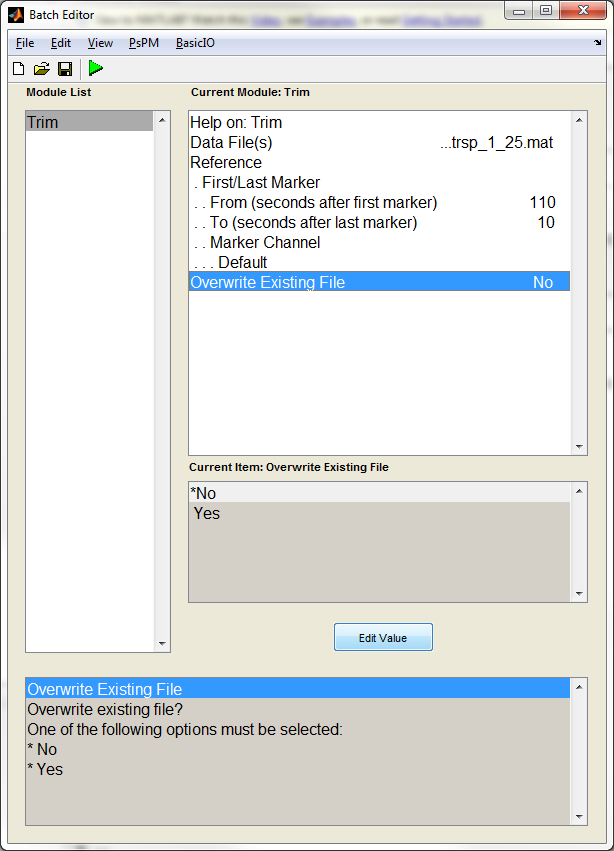 Batch Editor
File Edit View PsPM BasicIO
Module List
Current Module: Trim
Trim
Help on: Trim
Data File(s) ...trsp_1_25.mat
Reference
. First/Last Marker
. . From (seconds after first marker) 110
. . To (seconds after last marker) 10
. . Marker Channel
. . . Default
Overwrite Existing File No
Current Item: Overwrite Existing File
*No
Yes
Edit Value
Overwrite Existing File
Overwrite existing file?
One of the following options must be selected:
* No
* Yes